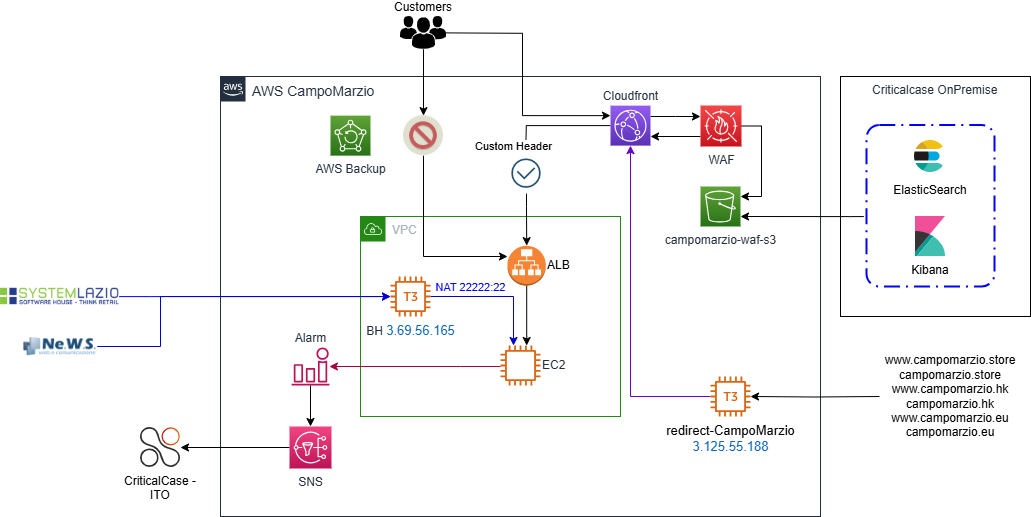 Customers
aws
AWS CampoMarzio
Cloudfront
Criticalcase OnPremise
Custom Header
AWS Backup
WAF
ElasticSearch
VPC
campomarzio-waf-s3
ALB
Kibana
SYSTEMLAZIO
SOFTWARE HOUSE - THINK RETAIL
T3
NAT 22222:22
BH 3.69.56.165
Ne.W.S.
web e comunicazione
Alarm
EC2
www.campomarzio.store
campomarzio.store
www.campomarzio.hk
campomarzio.hk
www.campomarzio.eu
campomarzio.eu
T3
redirect-CampoMarzio
3.125.55.188
CriticalCase -
ITO
SNS